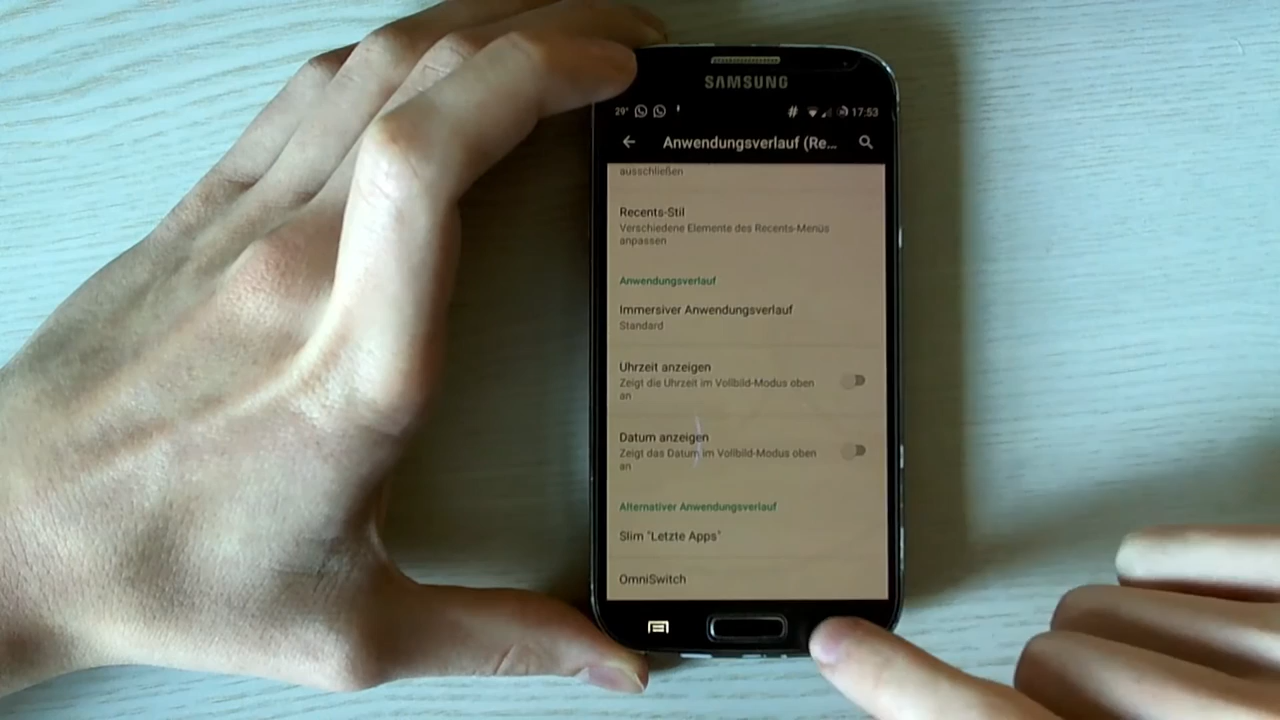 SAMSUNG
29° 17:53
Anwendungsverlauf (Re...
ausschließen
Recents-Stil
Verschiedene Elemente des Recents-Menüs
anpassen
Anwendungsverlauf
Immersiver Anwendungsverlauf
Standard
Uhrzeit anzeigen
Zeigt die Uhrzeit im Vollbild-Modus oben
an
Datum anzeigen
Zeigt das Datum im Vollbild-Modus oben
an
Alternativer Anwendungsverlauf
Slim "Letzte Apps"
OmniSwitch